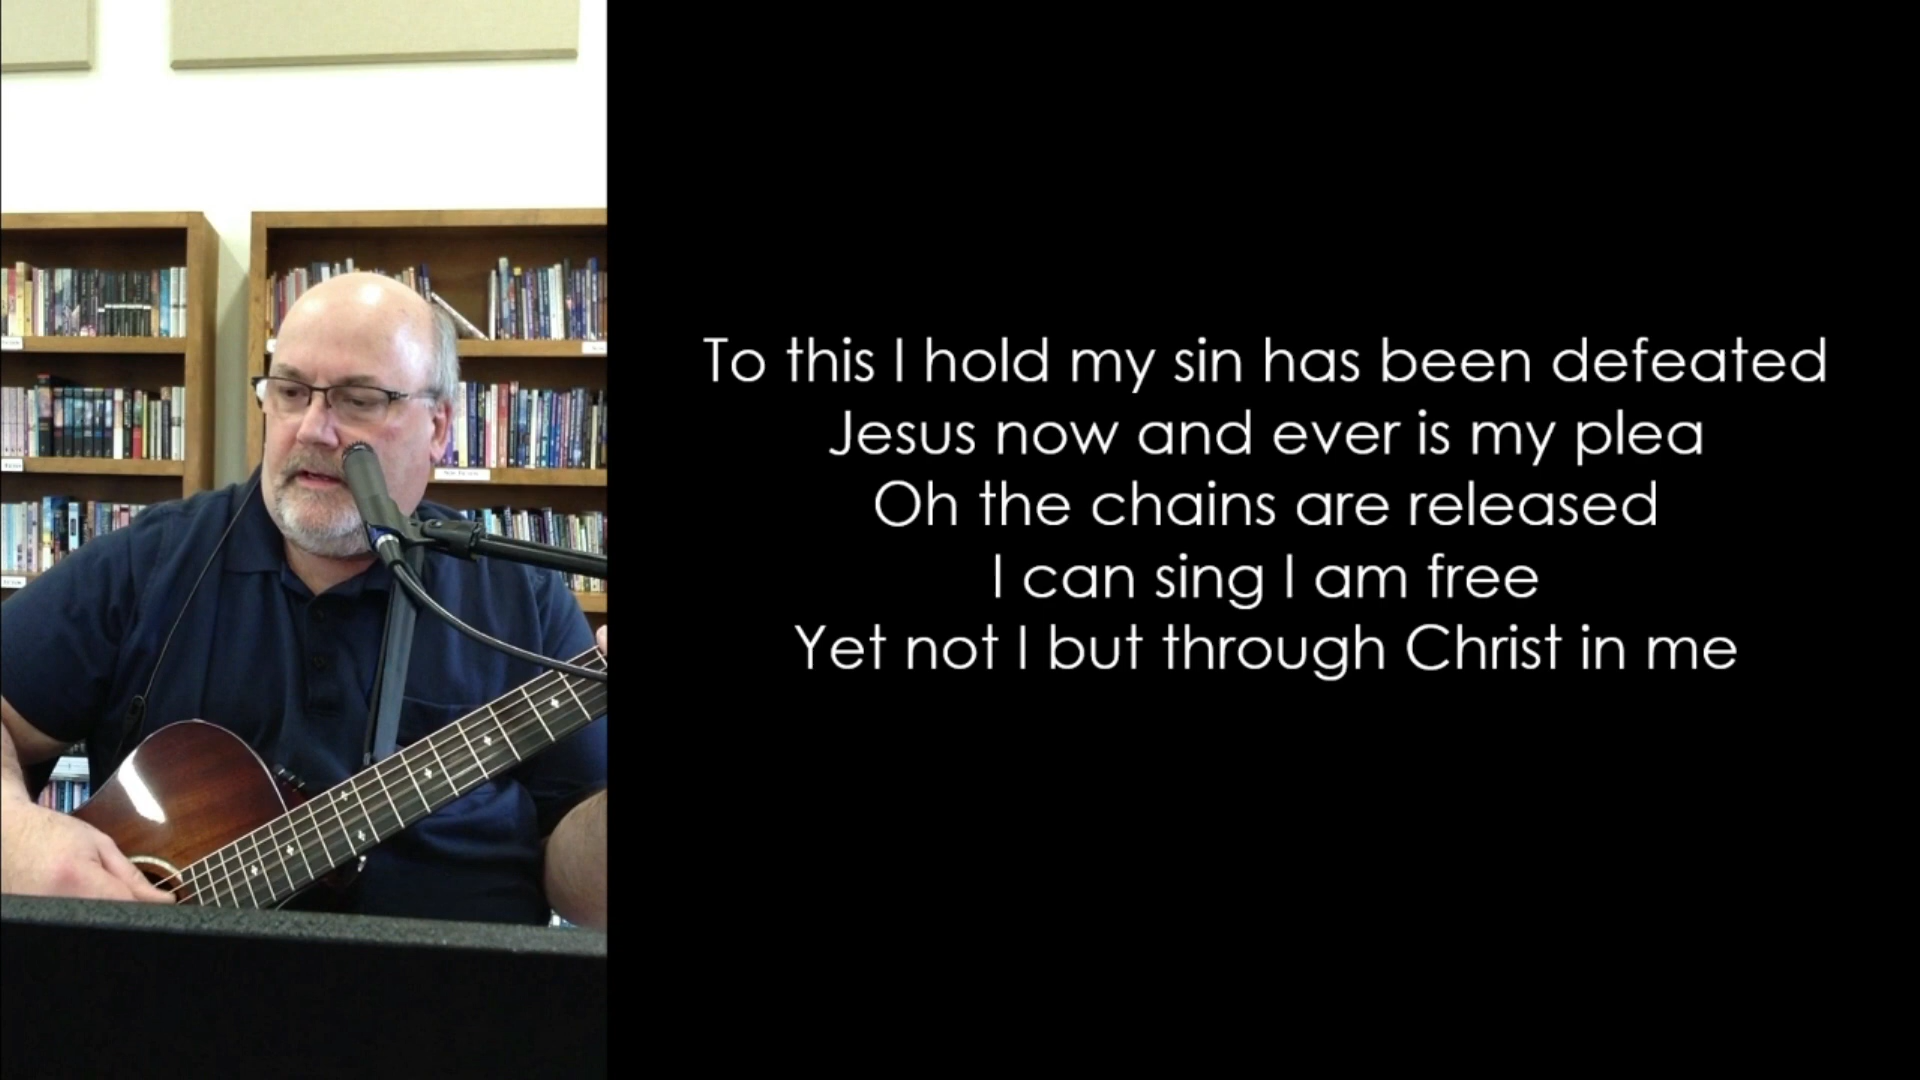 To this I hold my sin has been defeated
Jesus now and ever is my plea
Oh the chains are released
I can sing I am free
Yet not I but through Christ in me